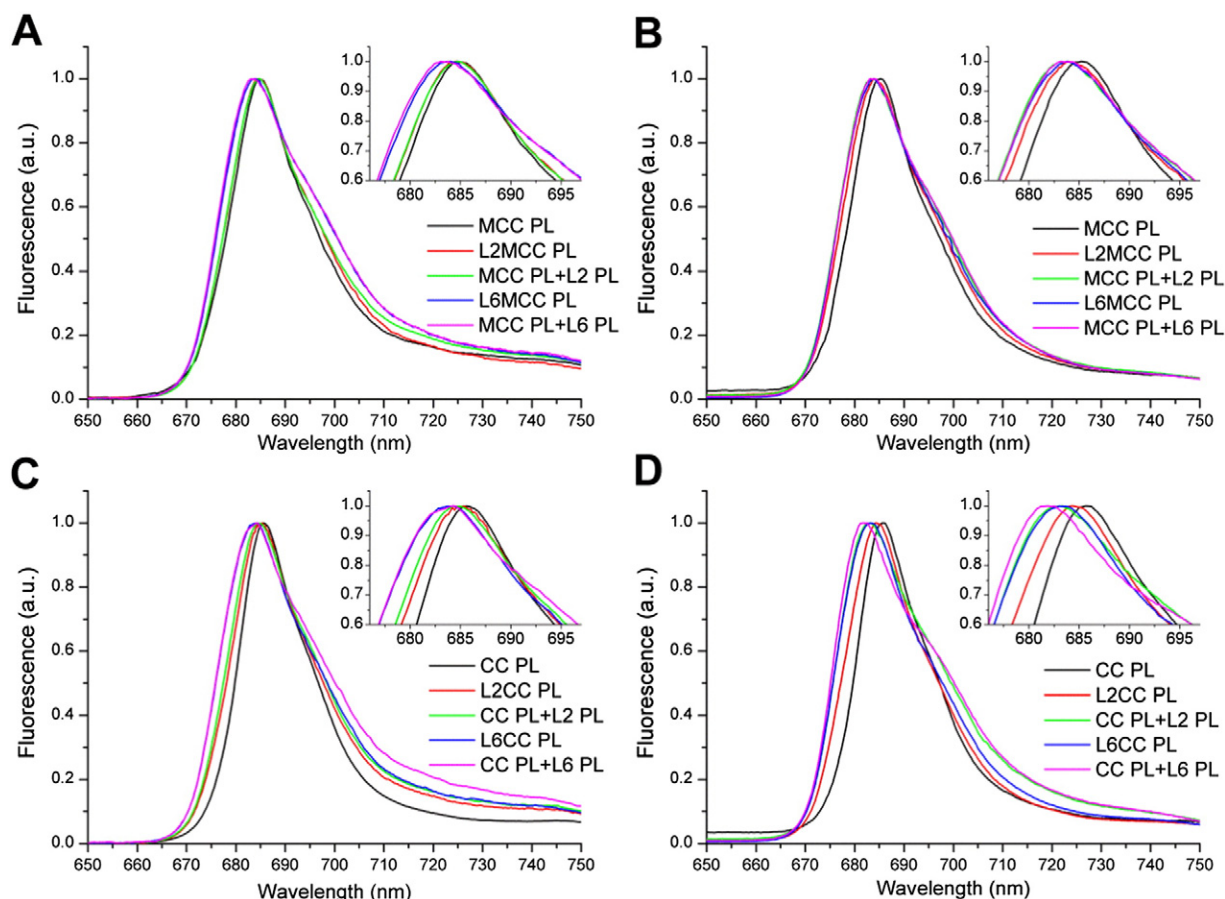 A
Fluorescence (a.u.)
1.0
0.8
0.6
0.4
0.2
0.0
650 660 670 680 690 700 710 720 730 740 750
Wavelength (nm)
1.0
0.9
0.8
0.7
0.6
680 685 690 695
MCC PL
L2MCC PL
MCC PL+L2 PL
L6MCC PL
MCC PL+L6 PL
B
Fluorescence (a.u.)
1.0
0.8
0.6
0.4
0.2
0.0
650 660 670 680 690 700 710 720 730 740 750
Wavelength (nm)
1.0
0.9
0.8
0.7
0.6
680 685 690 695
MCC PL
L2MCC PL
MCC PL+L2 PL
L6MCC PL
MCC PL+L6 PL
C
Fluorescence (a.u.)
1.0
0.8
0.6
0.4
0.2
0.0
650 660 670 680 690 700 710 720 730 740 750
Wavelength (nm)
1.0
0.9
0.8
0.7
0.6
680 685 690 695
CC PL
L2CC PL
CC PL+L2 PL
L6CC PL
CC PL+L6 PL
D
Fluorescence (a.u.)
1.0
0.8
0.6
0.4
0.2
0.0
650 660 670 680 690 700 710 720 730 740 750
Wavelength (nm)
1.0
0.9
0.8
0.7
0.6
680 685 690 695
CC PL
L2CC PL
CC PL+L2 PL
L6CC PL
CC PL+L6 PL